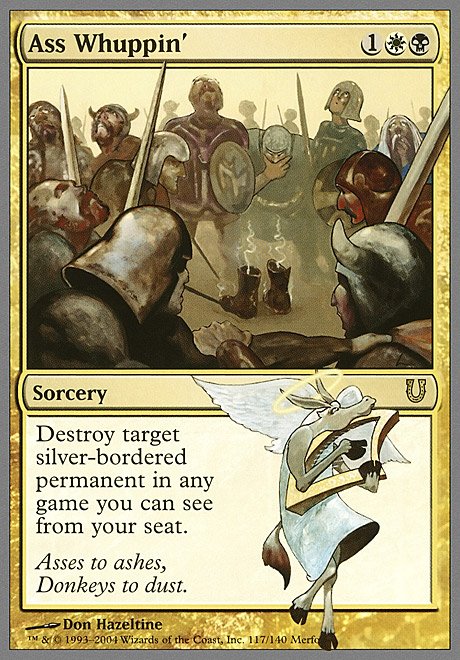 Ass Whuppin'
1
Sorcery
Destroy target
silver-bordered
permanent in any
game you can see
from your seat.
Asses to ashes,
Donkeys to dust.
Don Hazeltine
™ & © 1993–2004 Wizards of the Coast, Inc. 117/140 Merfo